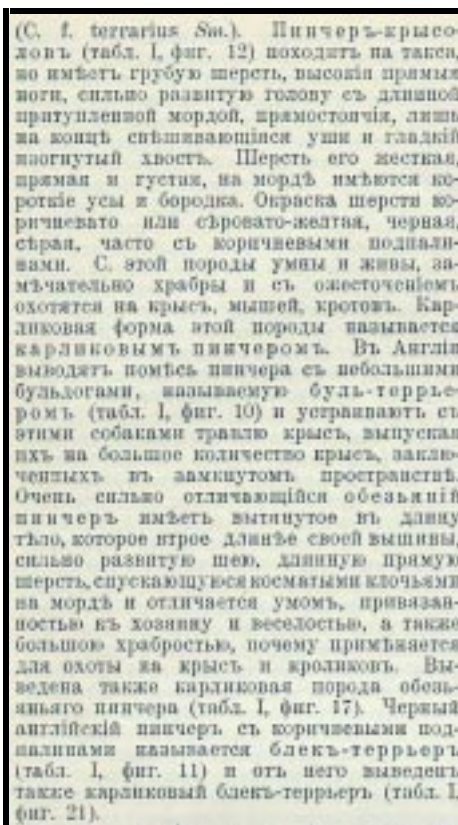 (C. f. terrarius Sm.). Пинчеръ-крысо-
ловъ (табл. I, фиг. 12) походитъ на такса,
но имѣетъ грубую шерсть, высокія прямыя
ноги, сильно развитую голову съ длинной
притупленной мордой, прямостоячія, лишь
на концѣ свѣшивающіяся уши и гладкій
изогнутый хвостъ. Шерсть его жесткая,
прямая и густая, на мордѣ имѣются ко-
роткіе усы и бородка. Окраска шерсти ко-
ричневато или сѣровато-желтая, черная,
сѣрая, часто съ коричневыми подпали-
нами. С. этой породы умны и живы, за-
мѣчательно храбры и съ ожесточеніемъ
охотятся на крысъ, мышей, кротовъ. Кар-
ликовая форма этой породы называется
карликовымъ пинчеромъ. Въ Англіи
выводятъ помѣсь пинчера съ небольшими
бульдогами, называемую буль-террье-
ромъ (табл. I, фиг. 10) и устраиваютъ съ
этими собаками травлю крысъ, выпуская
ихъ на большое количество крысъ, заклю-
ченныхъ въ замкнутомъ пространствѣ.
Очень сильно отличающійся обезьяній
пинчеръ имѣетъ вытянутое въ длину
тѣло, которое втрое длинѣе своей вышины,
сильно развитую шею, длинную прямую
шерсть, спускающуюся косматыми клочьями
на мордѣ и отличается умомъ, привязан-
ностью къ хозяину и веселостью, а также
большою храбростью, почему примѣняется
для охоты на крысъ и кроликовъ. Вы-
ведена также карликовая порода обезь-
яньяго пинчера (табл. I, фиг. 17). Черный
англійскій пинчеръ съ коричневыми под-
палинами называется блекъ-террьеръ
(табл. I, фиг. 11) и отъ него выведенъ
также карликовый блекъ-террьеръ (табл. I,
фиг. 21).